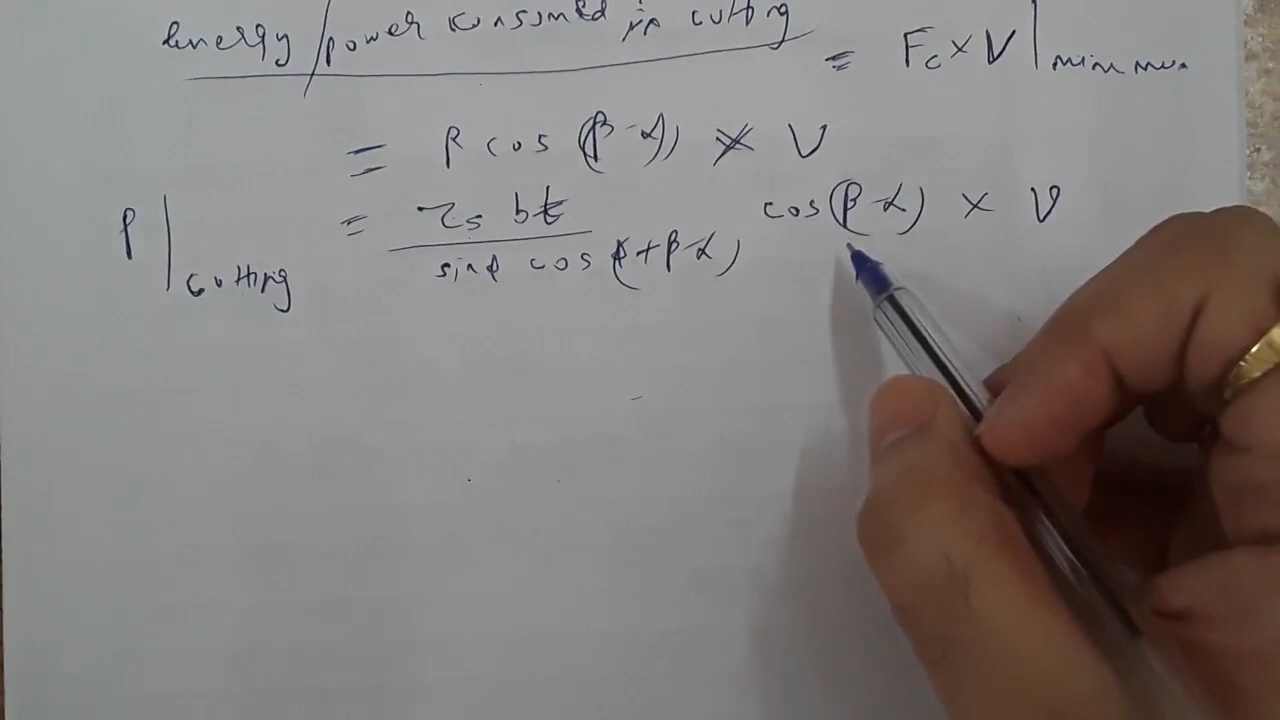 Energy/power consumed in cutting = Fc × V | minimum
= R cos (β-α) × V
P | cutting = τs bt / sinϕ cos (ϕ+β-α) cos(β-α) × V